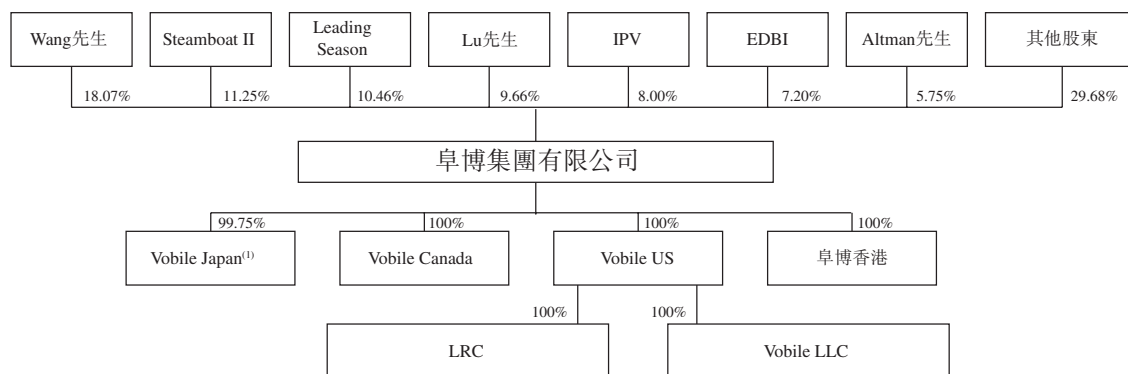 Wang先生
Steamboat II
Leading
Season
Lu先生
IPV
EDBI
Altman先生
其他股東
18.07%
11.25%
10.46%
9.66%
8.00%
7.20%
5.75%
29.68%
阜博集團有限公司
99.75%
100%
100%
100%
Vobile Japan(1)
Vobile Canada
Vobile US
阜博香港
100%
100%
LRC
Vobile LLC